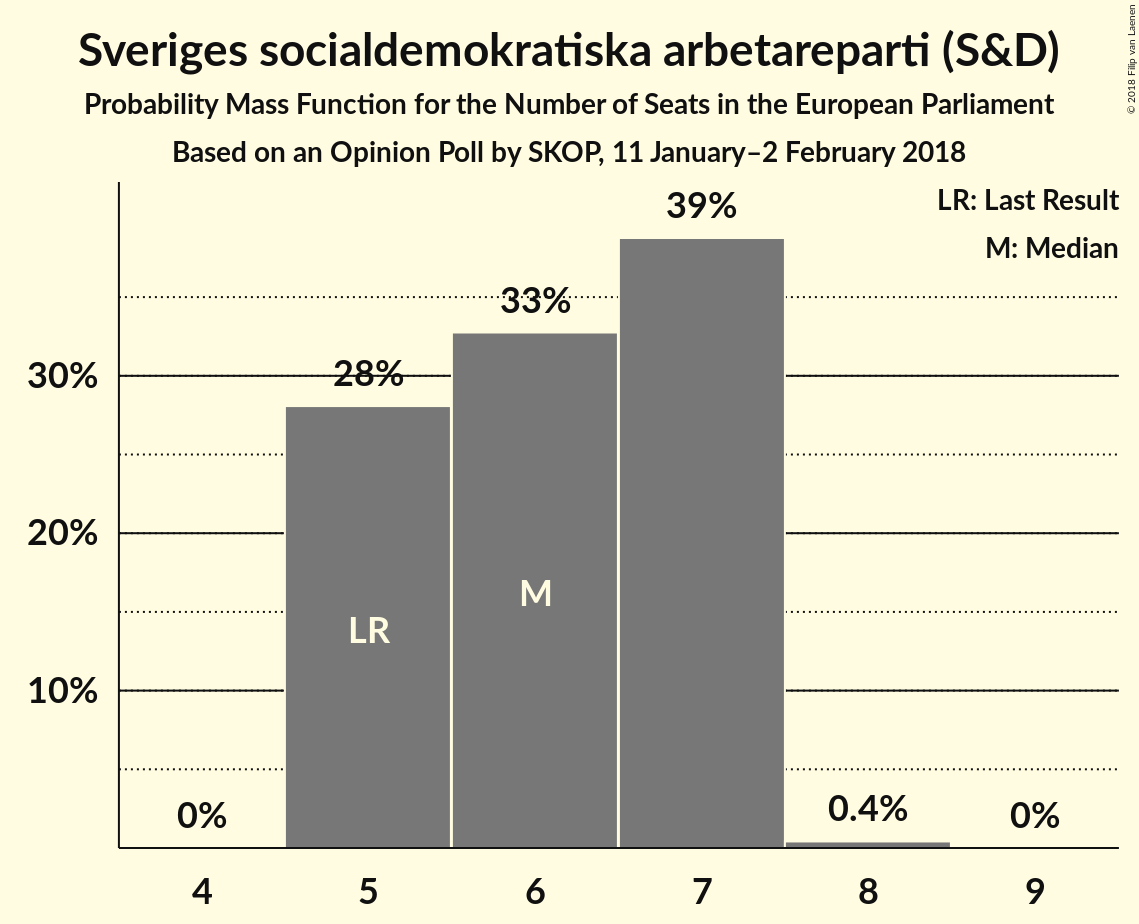 Sveriges socialdemokratiska arbetareparti (S&D)
Probability Mass Function for the Number of Seats in the European Parliament
Based on an Opinion Poll by SKOP, 11 January–2 February 2018
© 2018 Filip van Laenen
LR: Last Result
M: Median
39%
33%
28%
30%
20%
10%
LR
M
0%
0.4%
0%
4 5 6 7 8 9